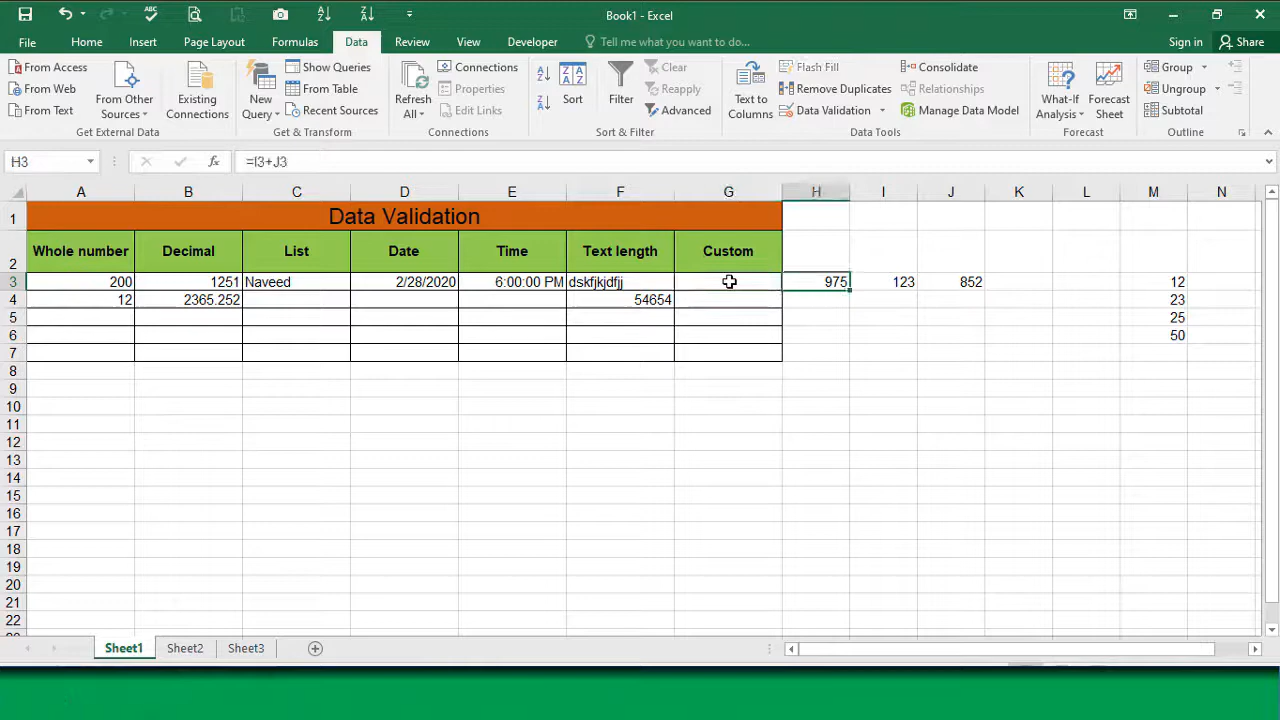 Book1 - Excel
Sign in
Share
File Home Insert Page Layout Formulas Data Review View Developer Tell me what you want to do...
From Access
From Web
From Text
From Other Sources
Existing Connections
Get External Data
New Query
Show Queries
From Table
Recent Sources
Get & Transform
Refresh All
Connections
Properties
Edit Links
Connections
Sort
Filter
Clear
Reapply
Advanced
Sort & Filter
Text to Columns
Flash Fill
Remove Duplicates
Data Validation
Consolidate
Relationships
Manage Data Model
Data Tools
What-If Analysis
Forecast Sheet
Forecast
Group
Ungroup
Subtotal
Outline
H3 fx =I3+J3
A B C D E F G H I J K L M N
1 Data Validation
2 Whole number Decimal List Date Time Text length Custom
3 200 1251 Naveed 2/28/2020 6:00:00 PM dskfjkjdfjj 975 123 852 12
4 12 2365.252 54654 23
5 25
6 50
7
8
9
10
11
12
13
14
15
16
17
18
19
20
21
22
Sheet1 Sheet2 Sheet3